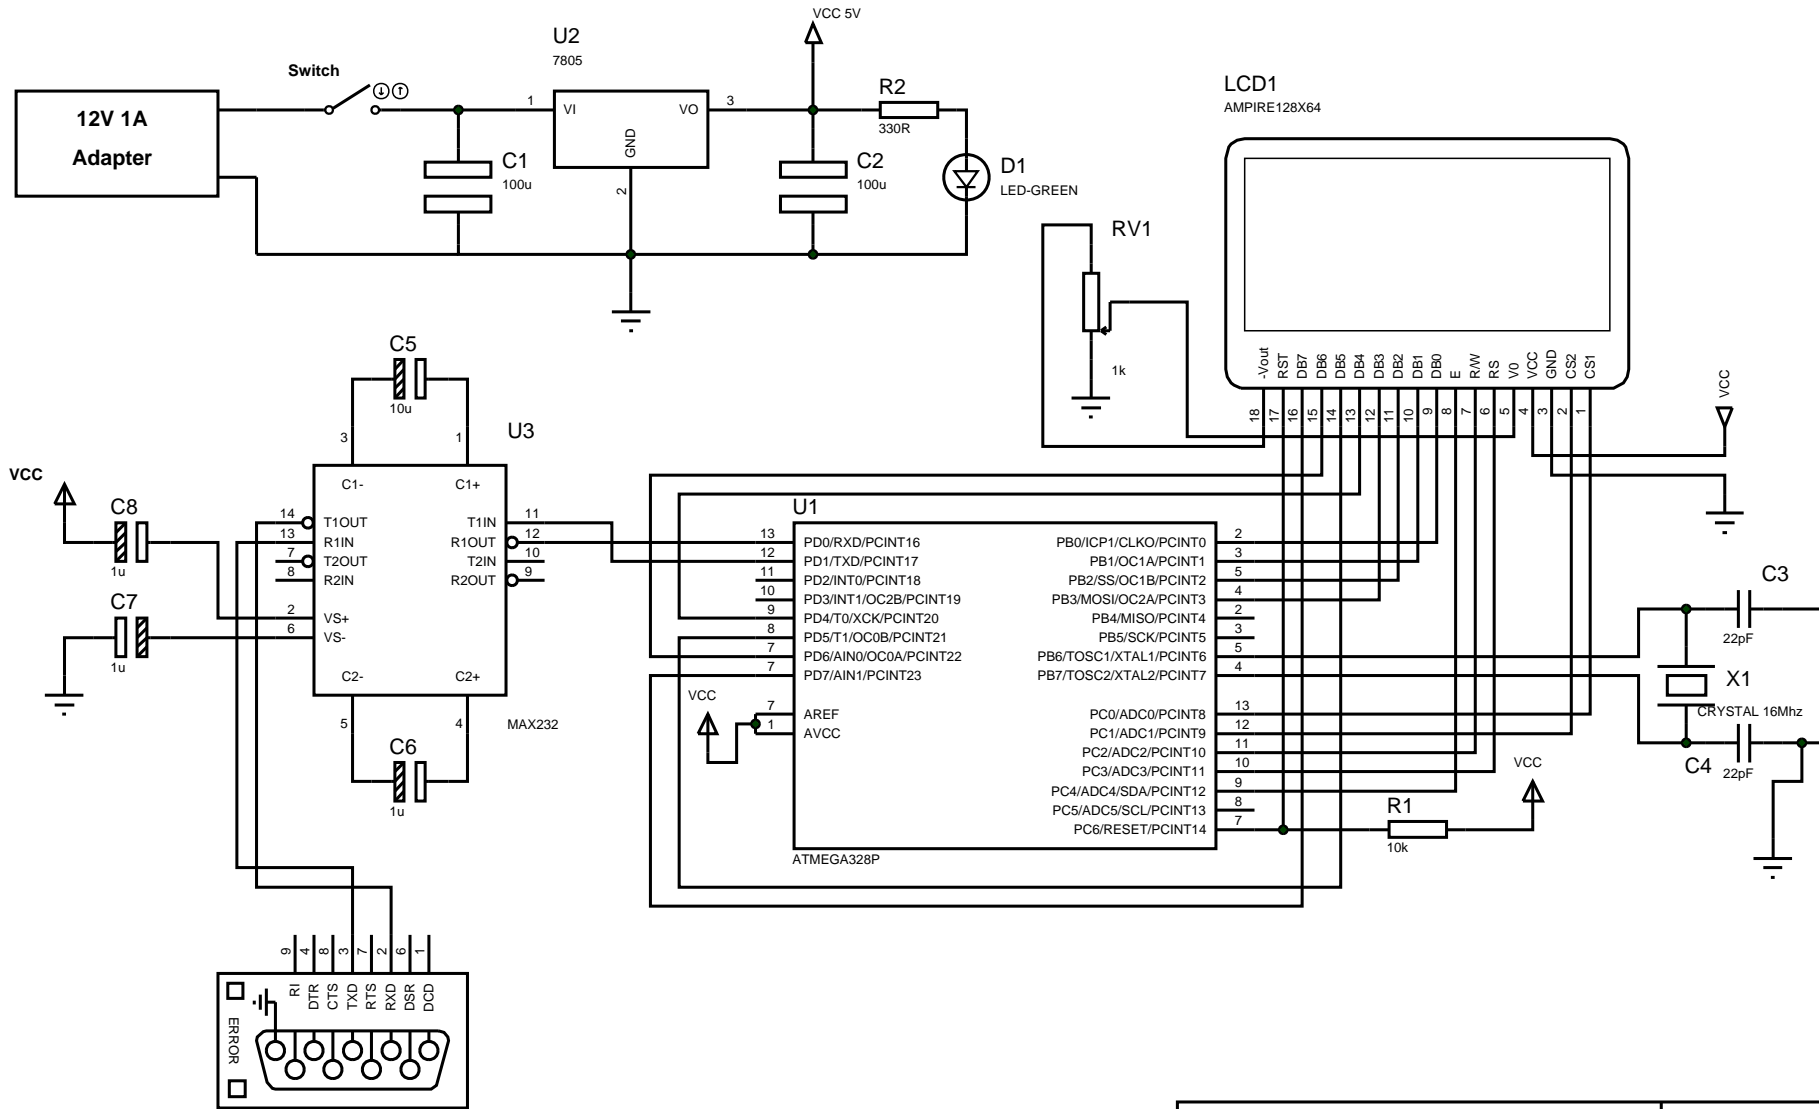 VCC 5V
U2
7805
Switch
12V 1A
Adapter
1
VI
VO
3
GND
2
R2
330R
C1
100u
C2
100u
D1
LED-GREEN
LCD1
AMPIRE128X64
RV1
1k
-Vout
RST
DB7
DB6
DB5
DB4
DB3
DB2
DB1
DB0
E
R/W
RS
V0
VCC
GND
CS2
CS1
18
17
16
15
14
13
12
11
10
9
8
7
6
5
4
3
2
1
VCC
C5
10u
3
1
U3
C1-
C1+
VCC
C8
1u
C7
1u
14
T1OUT
13
R1IN
7
T2OUT
8
R2IN
2
VS+
6
VS-
T1IN
11
R1OUT
12
T2IN
10
R2OUT
9
C2-
C2+
5
4
MAX232
C6
1u
U1
13
PD0/RXD/PCINT16
12
PD1/TXD/PCINT17
11
PD2/INT0/PCINT18
10
PD3/INT1/OC2B/PCINT19
9
PD4/T0/XCK/PCINT20
8
PD5/T1/OC0B/PCINT21
7
PD6/AIN0/OC0A/PCINT22
7
PD7/AIN1/PCINT23
VCC
7
AREF
1
AVCC
PB0/ICP1/CLKO/PCINT0
2
PB1/OC1A/PCINT1
3
PB2/SS/OC1B/PCINT2
5
PB3/MOSI/OC2A/PCINT3
4
PB4/MISO/PCINT4
2
PB5/SCK/PCINT5
3
PB6/TOSC1/XTAL1/PCINT6
5
PB7/TOSC2/XTAL2/PCINT7
4
PC0/ADC0/PCINT8
13
PC1/ADC1/PCINT9
12
PC2/ADC2/PCINT10
11
PC3/ADC3/PCINT11
10
PC4/ADC4/SDA/PCINT12
9
PC5/ADC5/SCL/PCINT13
8
PC6/RESET/PCINT14
7
ATMEGA328P
C3
22pF
X1
CRYSTAL 16Mhz
C4
22pF
VCC
R1
10k
9
4
8
3
7
2
6
1
RI
DTR
CTS
TXD
RTS
RXD
DSR
DCD
ERROR